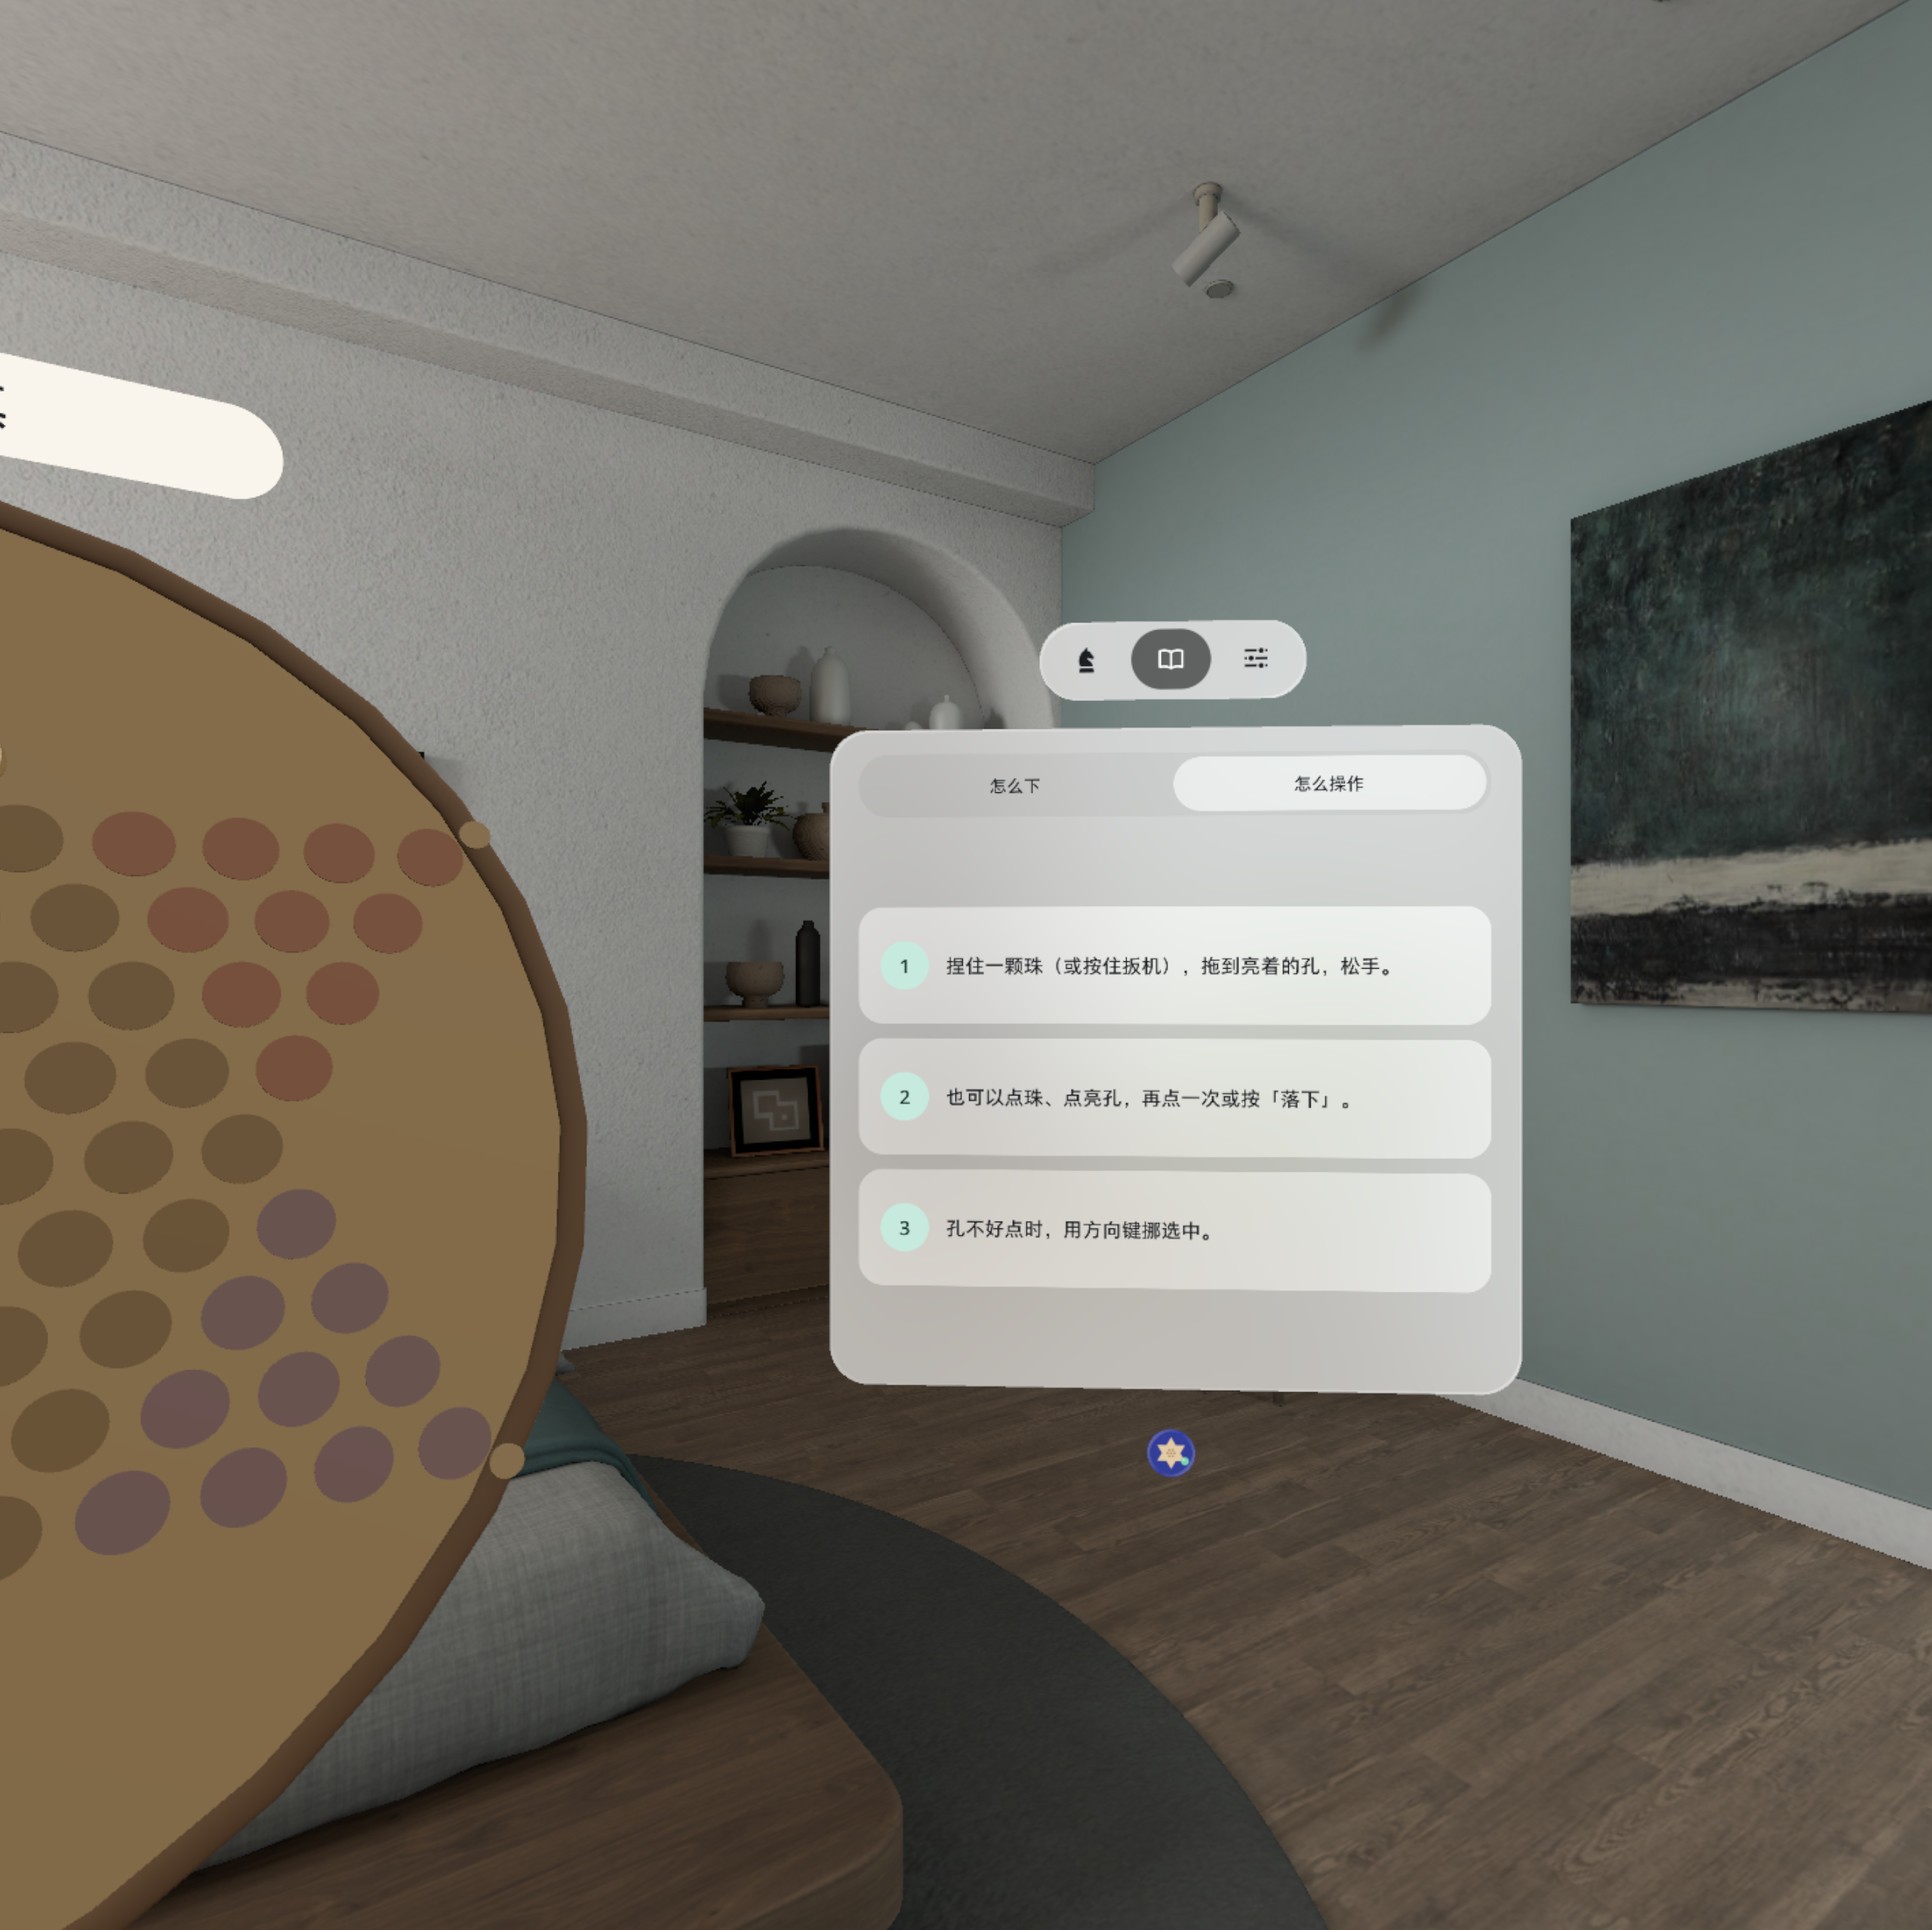 怎么下
怎么操作
1 捏住一颗珠（或按住扳机），拖到亮着的孔，松手。
2 也可以点珠、点亮孔，再点一次或按「落下」。
3 孔不好点时，用方向键挪选中。